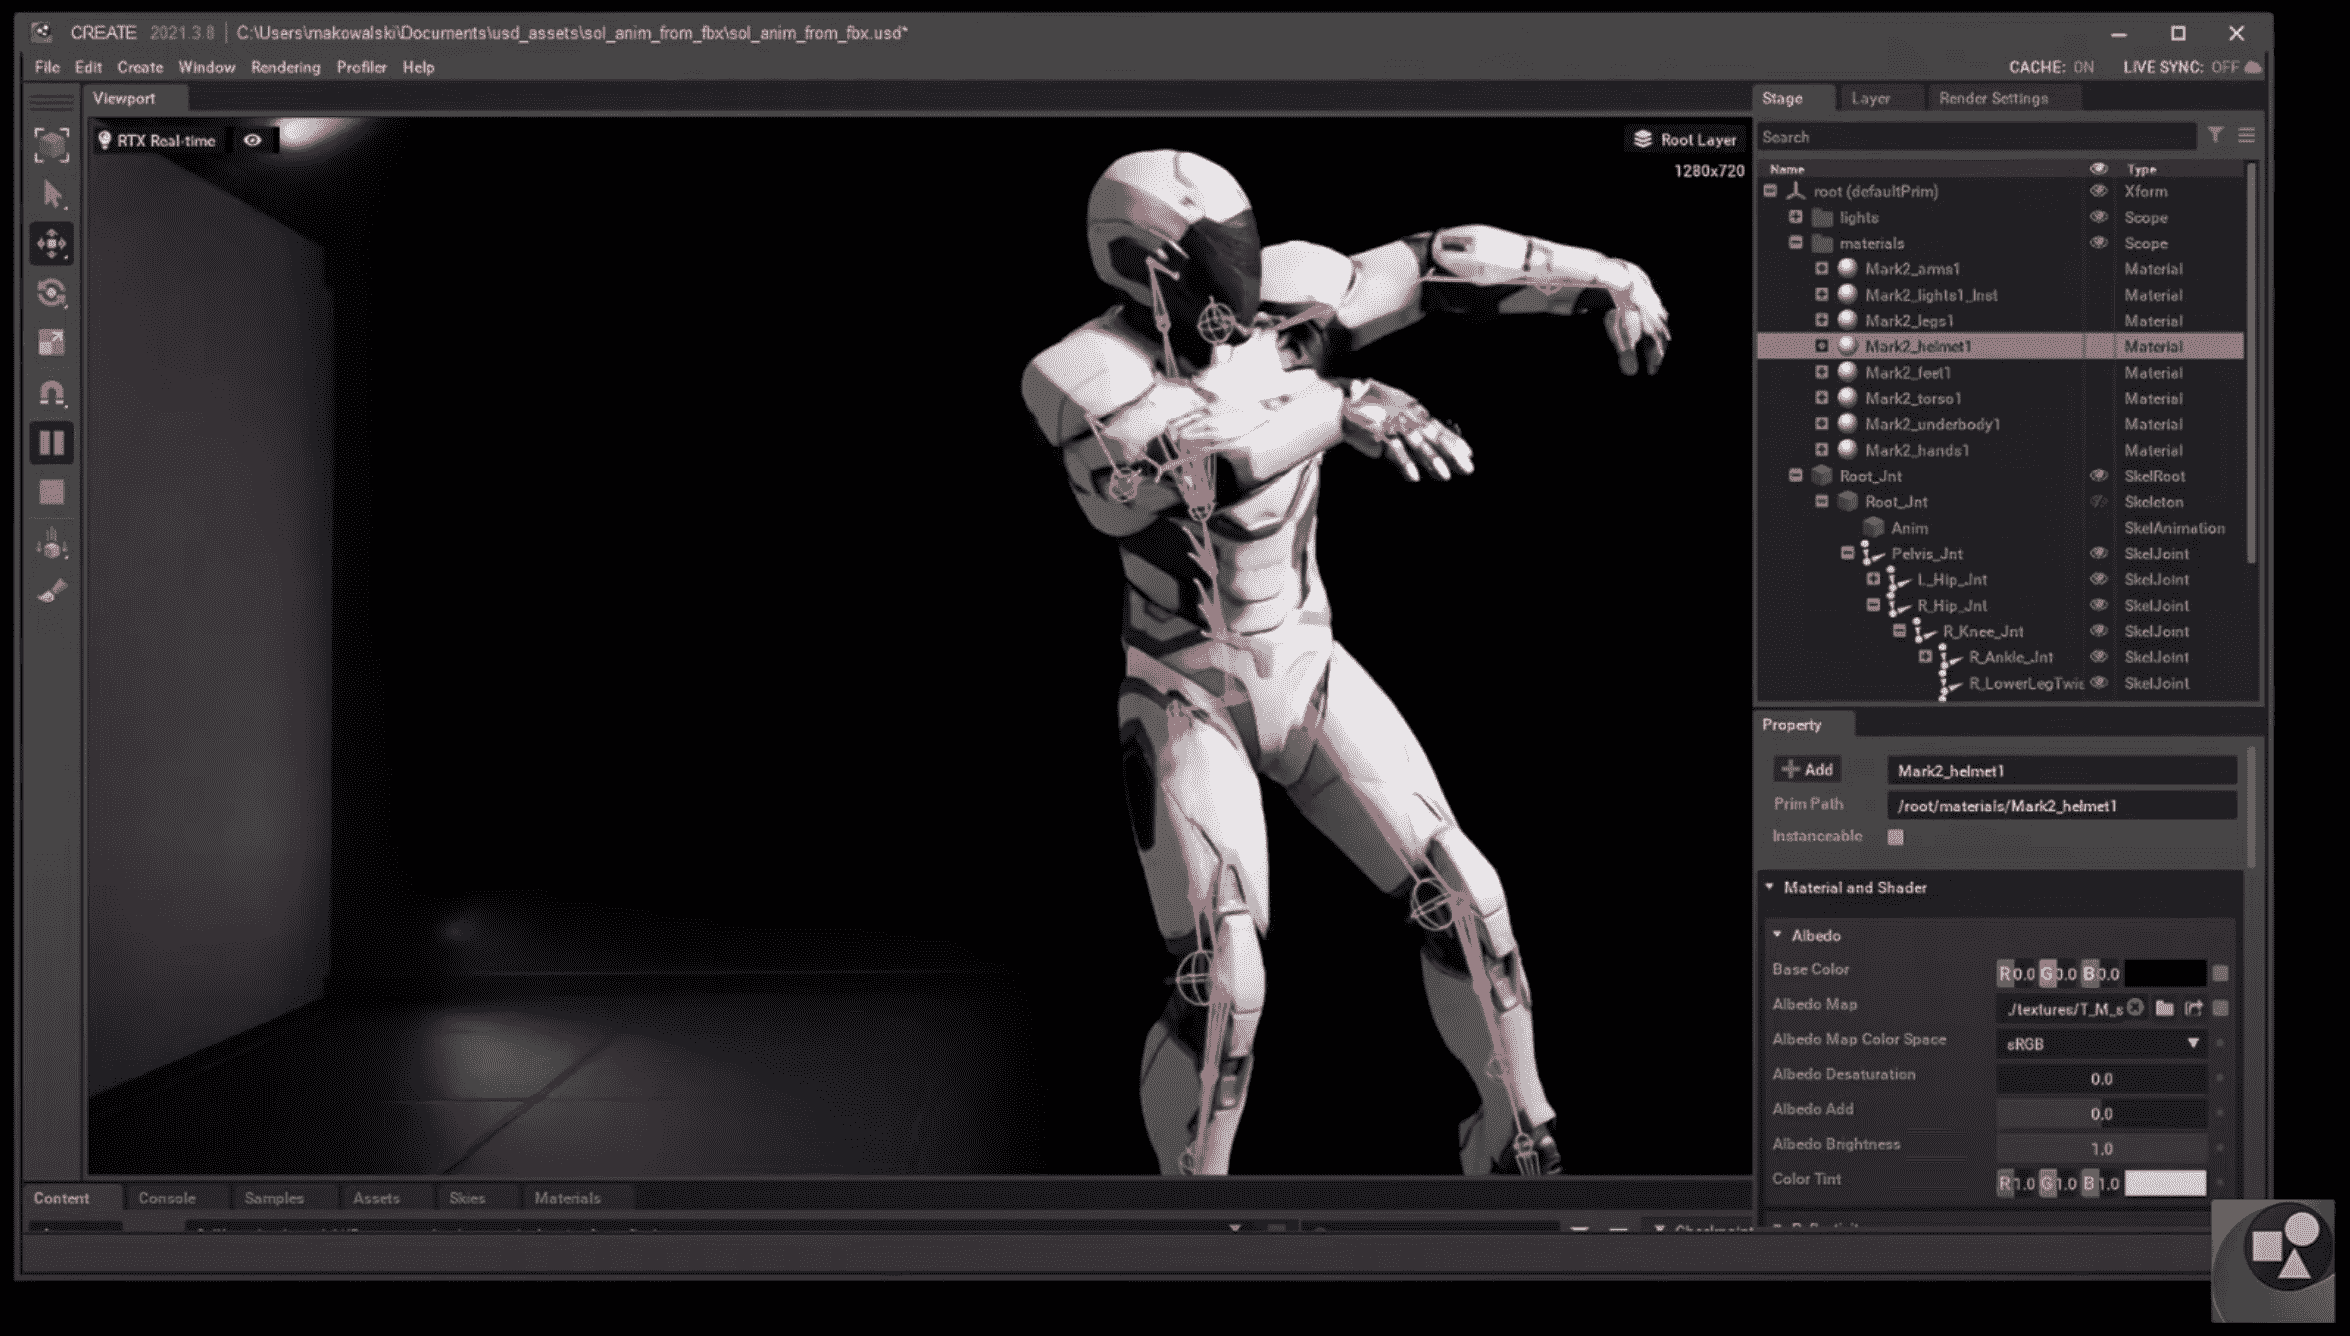 CREATE 2021.3.8 | C:\Users\makowalski\Documents\usd_assets\sol_anim_from_fbx\sol_anim_from_fbx.usd*
File Edit Create Window Rendering Profiler Help
CACHE: ON LIVE SYNC: OFF
Viewport
RTX Real-time
Root Layer
1280x720
Stage Layer Render Settings
Search
Name Type
root (defaultPrim) Xform
lights Scope
materials Scope
Mark2_arms1 Material
Mark2_lights1_Inst Material
Mark2_legs1 Material
Mark2_helmet1 Material
Mark2_feet1 Material
Mark2_torso1 Material
Mark2_underbody1 Material
Mark2_hands1 Material
Root_Jnt SkelRoot
Root_Jnt Skeleton
Anim SkelAnimation
Pelvis_Jnt SkelJoint
L_Hip_Jnt SkelJoint
R_Hip_Jnt SkelJoint
R_Knee_Jnt SkelJoint
R_Ankle_Jnt SkelJoint
R_LowerLegTwis SkelJoint
Property
Add Mark2_helmet1
Prim Path /root/materials/Mark2_helmet1
Instanceable
Material and Shader
Albedo
Base Color R 0.0 G 0.0 B 0.0
Albedo Map ./textures/T_M_s
Albedo Map Color Space sRGB
Albedo Desaturation 0.0
Albedo Add 0.0
Albedo Brightness 1.0
Color Tint R 1.0 G 1.0 B 1.0
Content Console Samples Assets Skies Materials